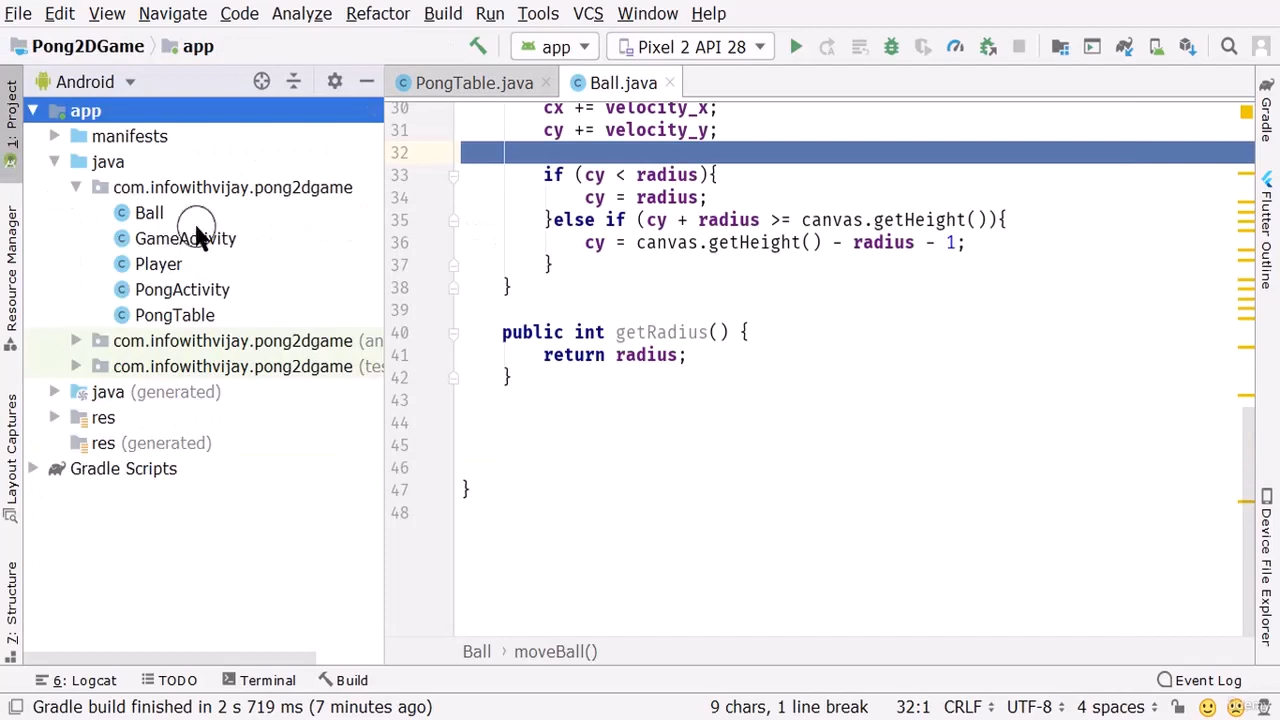 File Edit View Navigate Code Analyze Refactor Build Run Tools VCS Window Help
Pong2DGame app app Pixel 2 API 28
Android PongTable.java Ball.java
1: Project
Resource Manager
Layout Captures
Z: Structure
app
manifests
java
com.infowithvijay.pong2dgame
Ball
GameActivity
Player
PongActivity
PongTable
com.infowithvijay.pong2dgame (an
com.infowithvijay.pong2dgame (tes
java (generated)
res
res (generated)
Gradle Scripts
30 cx += velocity_x;
31 cy += velocity_y;
32
33 if (cy < radius){
34 cy = radius;
35 }else if (cy + radius >= canvas.getHeight()){
36 cy = canvas.getHeight() - radius - 1;
37 }
38 }
39
40 public int getRadius() {
41 return radius;
42 }
43
44
45
46
47 }
48
Ball › moveBall()
Gradle
Flutter Outline
Device File Explorer
6: Logcat TODO Terminal Build Event Log
Gradle build finished in 2 s 719 ms (7 minutes ago) 9 chars, 1 line break 32:1 CRLF UTF-8 4 spaces